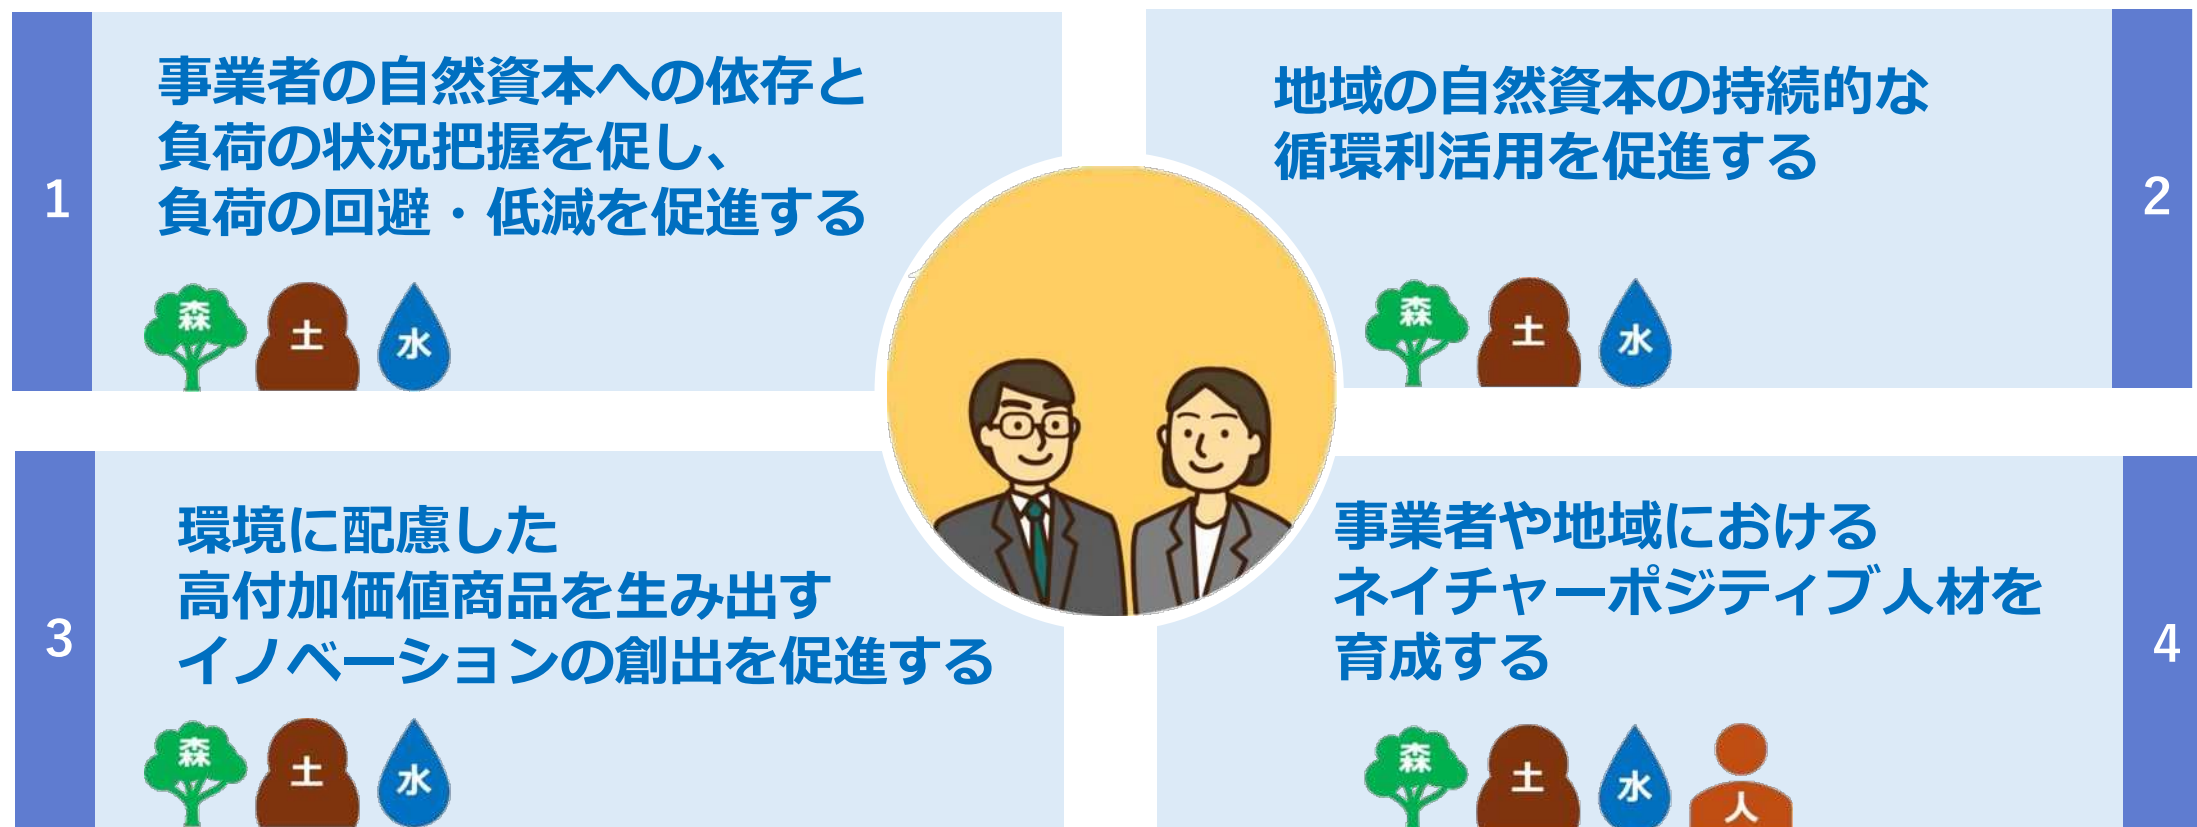 1
事業者の自然資本への依存と
負荷の状況把握を促し、
負荷の回避・低減を促進する
森 土 水
地域の自然資本の持続的な
循環利活用を促進する
森 土 水
2
3
環境に配慮した
高付加価値商品を生み出す
イノベーションの創出を促進する
森 土 水
事業者や地域における
ネイチャーポジティブ人材を
育成する
森 土 水 人
4